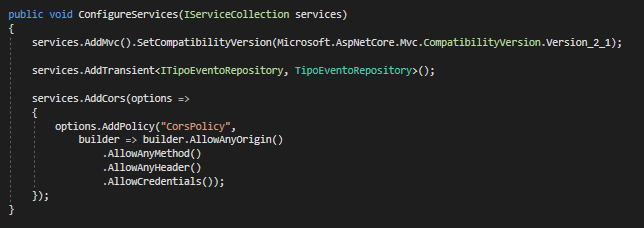 public void ConfigureServices(IServiceCollection services)
{
services.AddMvc().SetCompatibilityVersion(Microsoft.AspNetCore.Mvc.CompatibilityVersion.Version_2_1);
services.AddTransient<ITipoEventoRepository, TipoEventoRepository>();
services.AddCors(options =>
{
options.AddPolicy("CorsPolicy",
builder => builder.AllowAnyOrigin()
.AllowAnyMethod()
.AllowAnyHeader()
.AllowCredentials());
});
}